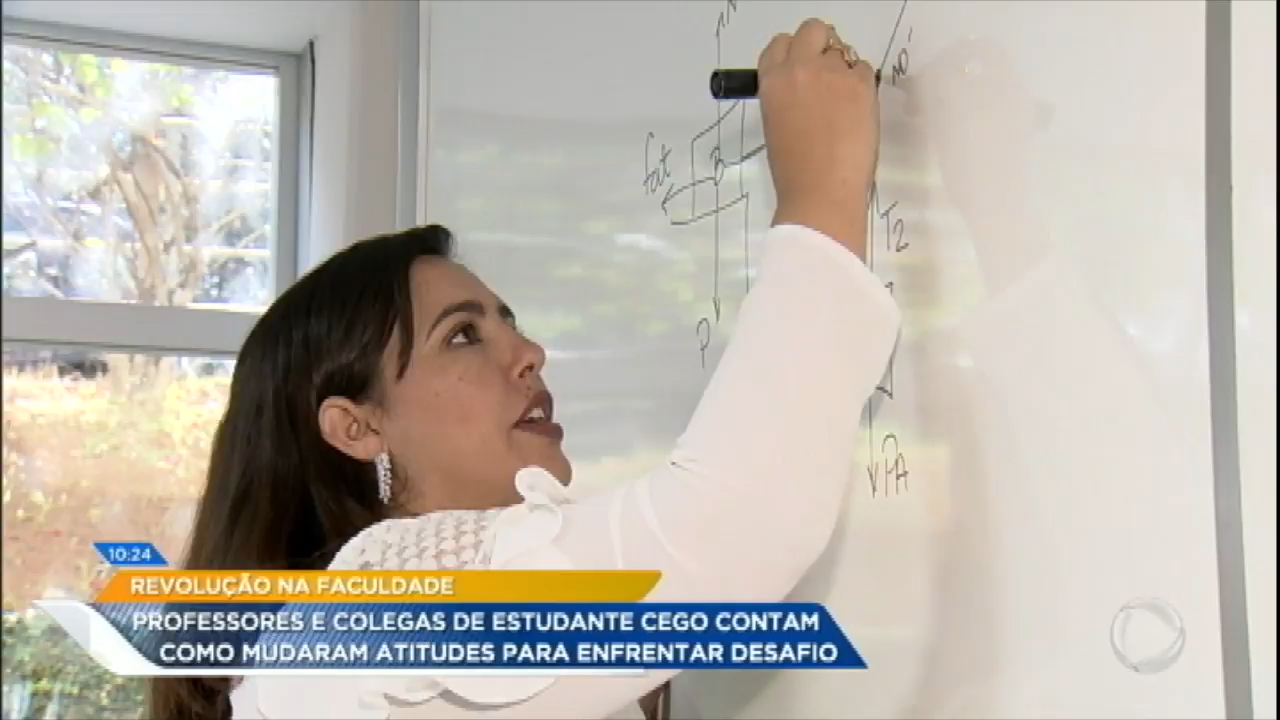 N
nó
fat
B
T2
P
PA
10:24
REVOLUÇÃO NA FACULDADE
PROFESSORES E COLEGAS DE ESTUDANTE CEGO CONTAM
COMO MUDARAM ATITUDES PARA ENFRENTAR DESAFIO